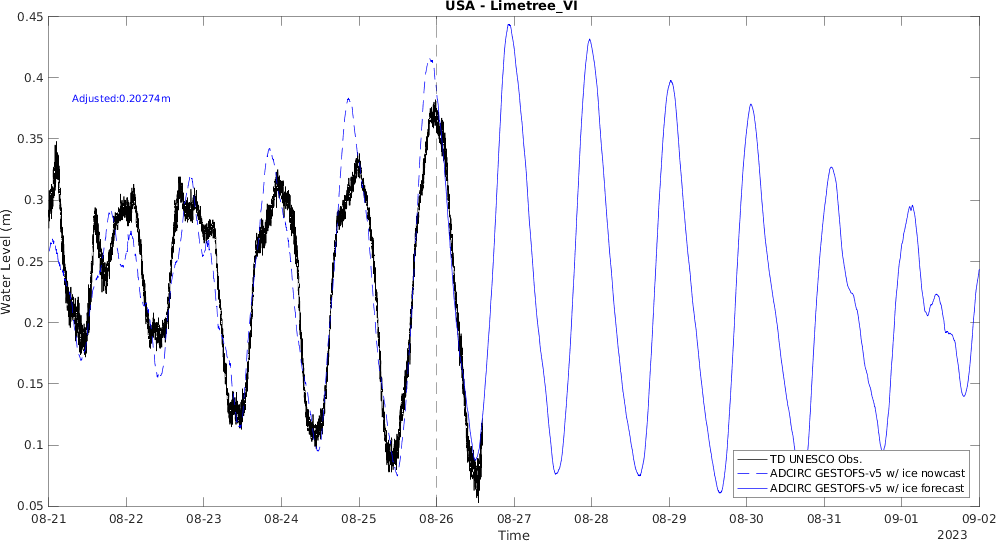 USA - Limetree_VI
Water Level (m)
0.45
0.4
0.35
0.3
0.25
0.2
0.15
0.1
0.05
Adjusted:0.20274m
TD UNESCO Obs.
ADCIRC GESTOFS-v5 w/ ice nowcast
ADCIRC GESTOFS-v5 w/ ice forecast
08-21 08-22 08-23 08-24 08-25 08-26 08-27 08-28 08-29 08-30 08-31 09-01 09-02
Time
2023